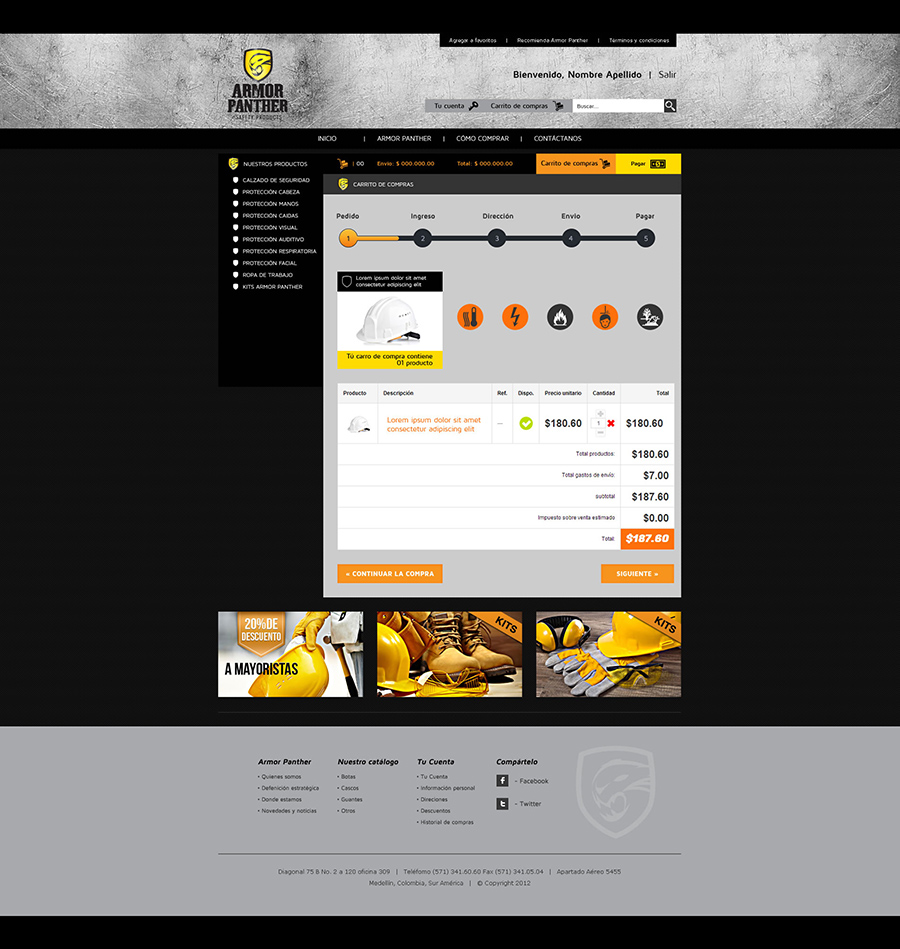 Agregar a favoritos | Recomienda Armor Panther | Términos y condiciones
ARMOR
PANTHER
SAFETY PRODUCTS
Bienvenido, Nombre Apellido | Salir
Tu cuenta Carrito de compras Buscar...
INICIO | ARMOR PANTHER | CÓMO COMPRAR | CONTÁCTANOS
NUESTROS PRODUCTOS
CALZADO DE SEGURIDAD
PROTECCIÓN CABEZA
PROTECCIÓN MANOS
PROTECCIÓN CAIDAS
PROTECCIÓN VISUAL
PROTECCIÓN AUDITIVO
PROTECCIÓN RESPIRATORIA
PROTECCIÓN FACIAL
ROPA DE TRABAJO
KITS ARMOR PANTHER
| 00 Envío: $ 000.000.00 Total: $ 000.000.00 Carrito de compras Pagar
CARRITO DE COMPRAS
Pedido Ingreso Dirección Envio Pagar
1 2 3 4 5
Lorem ipsum dolor sit amet
consectetur adipiscing elit
Tú carro de compra contiene
01 producto
Producto Descripción Ref. Dispo. Precio unitario Cantidad Total
Lorem ipsum dolor sit amet
consectetur adipiscing elit
--- $180.60 1 $180.60
Total productos: $180.60
Total gastos de envío: $7.00
subtotal $187.60
Impuesto sobre venta estimado $0.00
Total: $187.60
« CONTINUAR LA COMPRA
SIGUIENTE »
20%DE
DESCUENTO
A MAYORISTAS
KITS
KITS
Armor Panther
• Quienes somos
• Defenición estratégica
• Donde estamos
• Novedades y noticias
Nuestro catálogo
• Botas
• Cascos
• Guantes
• Otros
Tu Cuenta
• Tu Cuenta
• Información personal
• Direciones
• Descuentos
• Historial de compras
Compártelo
– Facebook
– Twitter
Diagonal 75 B No. 2 a 120 oficina 309 | Teléfomo (571) 341.60.60 Fax (571) 341.05.04 | Apartado Aéreo 5455
Medellín, Colombia, Sur América | © Copyright 2012